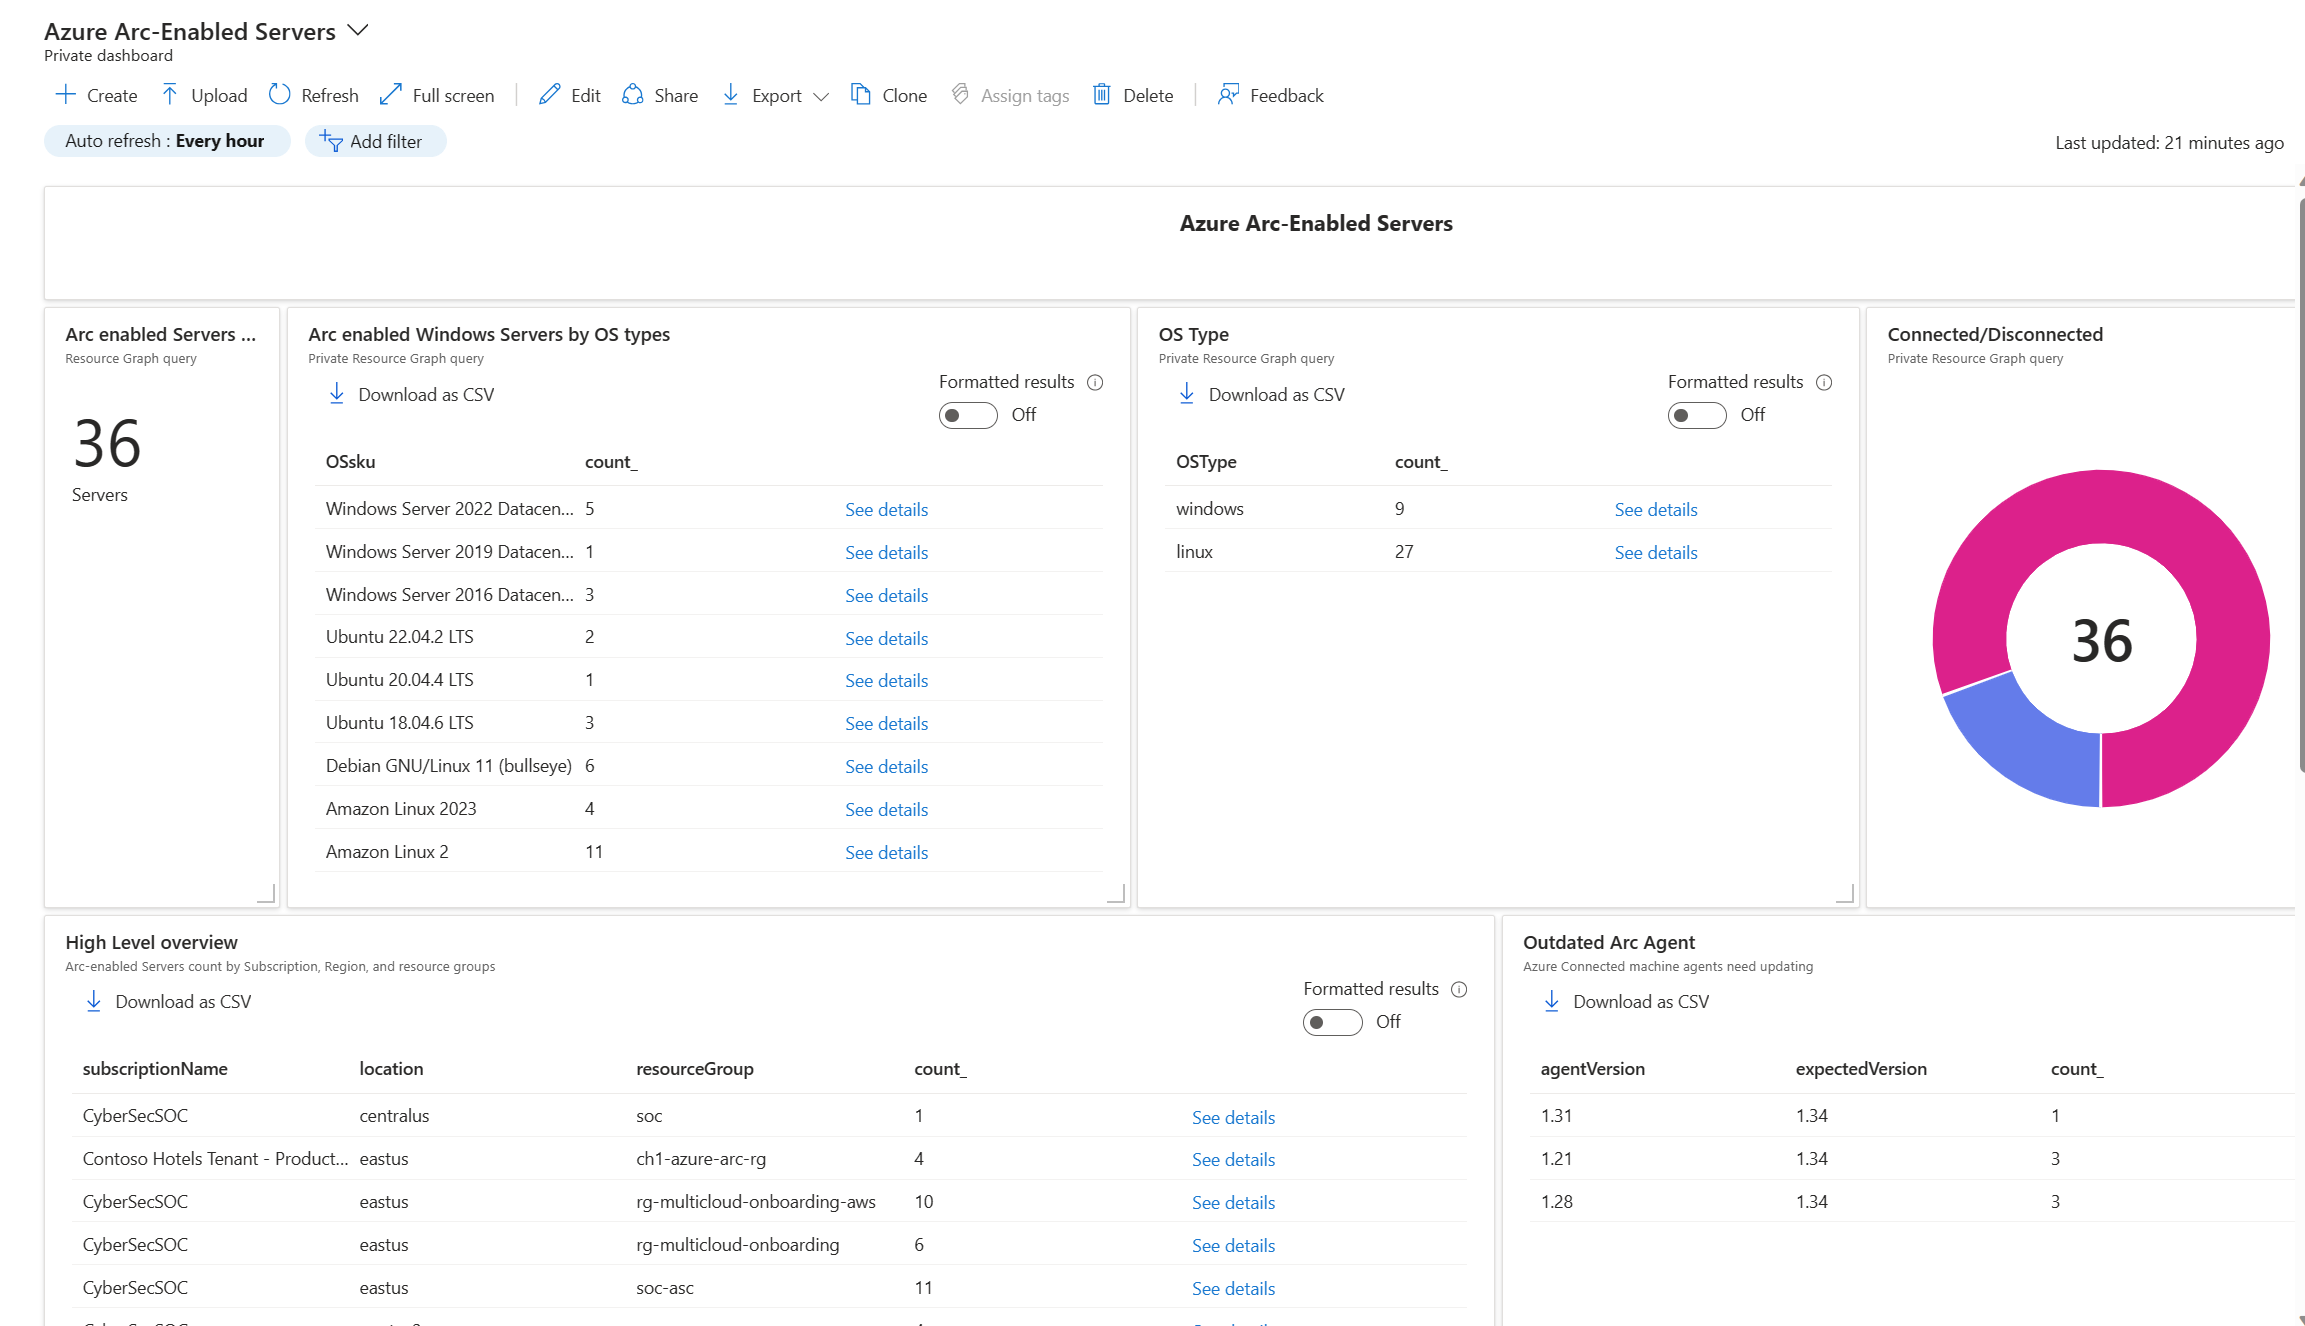 Azure Arc-Enabled Servers
Private dashboard
Create Upload Refresh Full screen Edit Share Export Clone Assign tags Delete Feedback
Auto refresh : Every hour Add filter Last updated: 21 minutes ago
Azure Arc-Enabled Servers
Arc enabled Servers ...
Resource Graph query
36
Servers
Arc enabled Windows Servers by OS types
Private Resource Graph query
Download as CSV
Formatted results
Off
OSsku count_
Windows Server 2022 Datacen... 5 See details
Windows Server 2019 Datacen... 1 See details
Windows Server 2016 Datacen... 3 See details
Ubuntu 22.04.2 LTS 2 See details
Ubuntu 20.04.4 LTS 1 See details
Ubuntu 18.04.6 LTS 3 See details
Debian GNU/Linux 11 (bullseye) 6 See details
Amazon Linux 2023 4 See details
Amazon Linux 2 11 See details
OS Type
Private Resource Graph query
Download as CSV
Formatted results
Off
OSType count_
windows 9 See details
linux 27 See details
Connected/Disconnected
Private Resource Graph query
36
High Level overview
Arc-enabled Servers count by Subscription, Region, and resource groups
Download as CSV
Formatted results
Off
subscriptionName location resourceGroup count_
CyberSecSOC centralus soc 1 See details
Contoso Hotels Tenant - Product... eastus ch1-azure-arc-rg 4 See details
CyberSecSOC eastus rg-multicloud-onboarding-aws 10 See details
CyberSecSOC eastus rg-multicloud-onboarding 6 See details
CyberSecSOC eastus soc-asc 11 See details
Outdated Arc Agent
Azure Connected machine agents need updating
Download as CSV
agentVersion expectedVersion count_
1.31 1.34 1
1.21 1.34 3
1.28 1.34 3